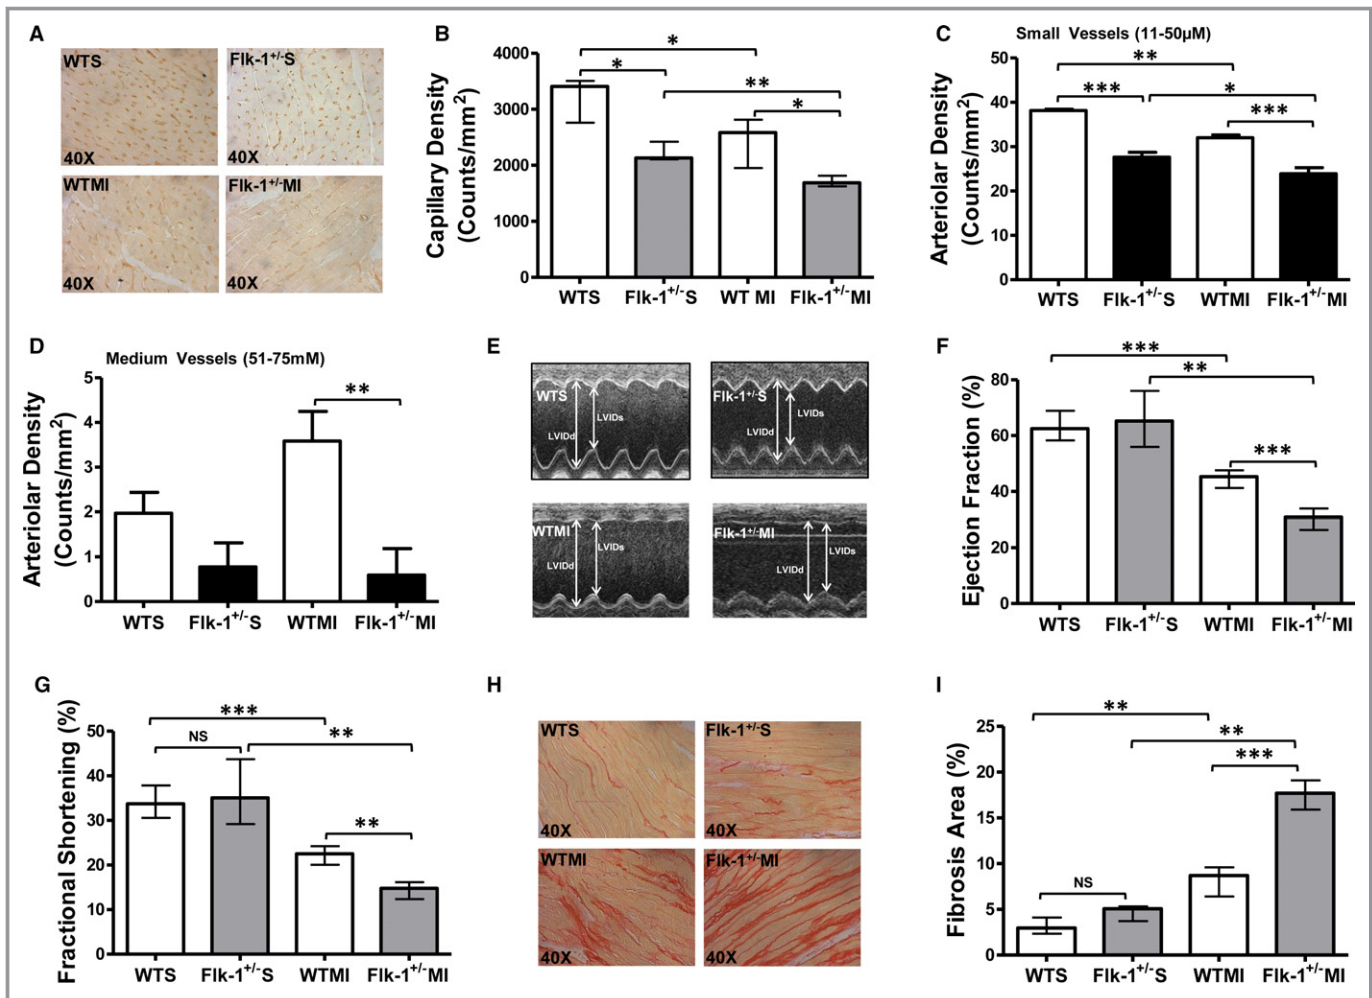 A
WTS
Flk-1+/-S
40X
40X
WTMI
Flk-1+/-MI
40X
40X
B
Capillary Density
(Counts/mm2)
4000
3000
2000
1000
0
*
*
**
*
WTS
Flk-1+/-S
WT MI
Flk-1+/-MI
C
Small Vessels (11-50µM)
Arteriolar Density
(Counts/mm2)
50
40
30
20
10
0
**
***
*
***
WTS
Flk-1+/-S
WTMI
Flk-1+/-MI
D
Medium Vessels (51-75mM)
Arteriolar Density
(Counts/mm2)
5
4
3
2
1
0
**
WTS
Flk-1+/-S
WTMI
Flk-1+/-MI
E
WTS
LVIDd
LVIDs
Flk-1+/-S
LVIDd
LVIDs
WTMI
LVIDd
LVIDs
Flk-1+/-MI
LVIDd
LVIDs
F
Ejection Fraction (%)
80
60
40
20
0
***
**
***
WTS
Flk-1+/-S
WTMI
Flk-1+/-MI
G
Fractional Shortening (%)
50
40
30
20
10
0
***
NS
**
**
WTS
Flk-1+/-S
WTMI
Flk-1+/-MI
H
WTS
Flk-1+/-S
40X
40X
WTMI
Flk-1+/-MI
40X
40X
I
Fibrosis Area (%)
25
20
15
10
5
0
**
**
***
NS
WTS
Flk-1+/-S
WTMI
Flk-1+/-MI